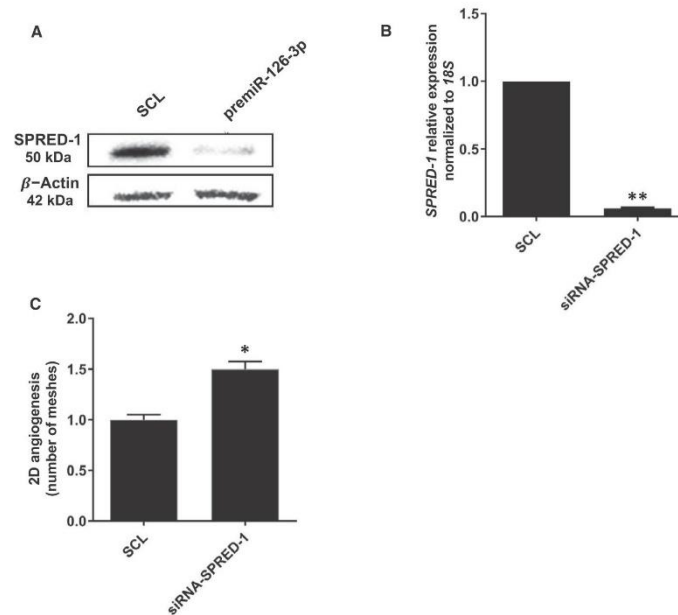 A
SCL
premiR-126-3p
SPRED-1
50 kDa
β-Actin
42 kDa
B
SPRED-1 relative expression
normalized to 18S
1.5
1.0
0.5
0.0
**
SCL
siRNA-SPRED-1
C
2D angiogenesis
(number of meshes)
2.0
1.5
1.0
0.5
0.0
*
SCL
siRNA-SPRED-1